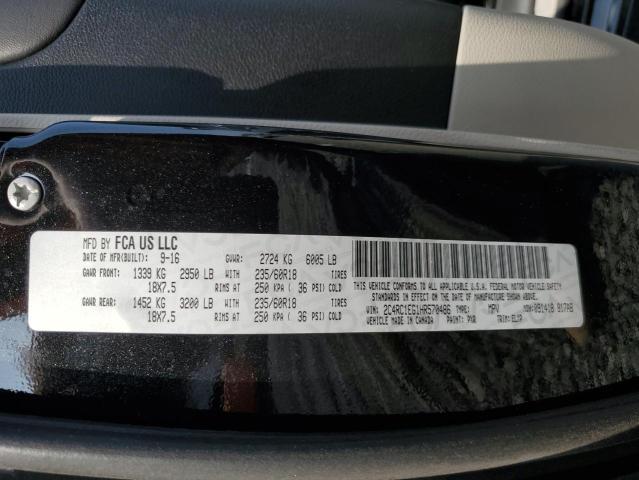 MFD BY FCA US LLC
DATE OF MFR(BUILT): 9-16 GVWR: 2724 KG 6005 LB
GAWR FRONT: 1339 KG 2950 LB WITH 235/60R18 TIRES
18X7.5 RIMS AT 250 KPA ( 36 PSI) COLD
GAWR REAR: 1452 KG 3200 LB WITH 235/60R18 TIRES
18X7.5 RIMS AT 250 KPA ( 36 PSI) COLD
THIS VEHICLE CONFORMS TO ALL APPLICABLE U.S.A. FEDERAL MOTOR VEHICLE SAFETY
STANDARDS IN EFFECT ON THE DATE OF MANUFACTURE SHOWN ABOVE.
VIN: 2C4RC1EG1HR570486 TYPE: MPV
VEHICLE MADE IN CANADA PAINT: PXR TRIM: